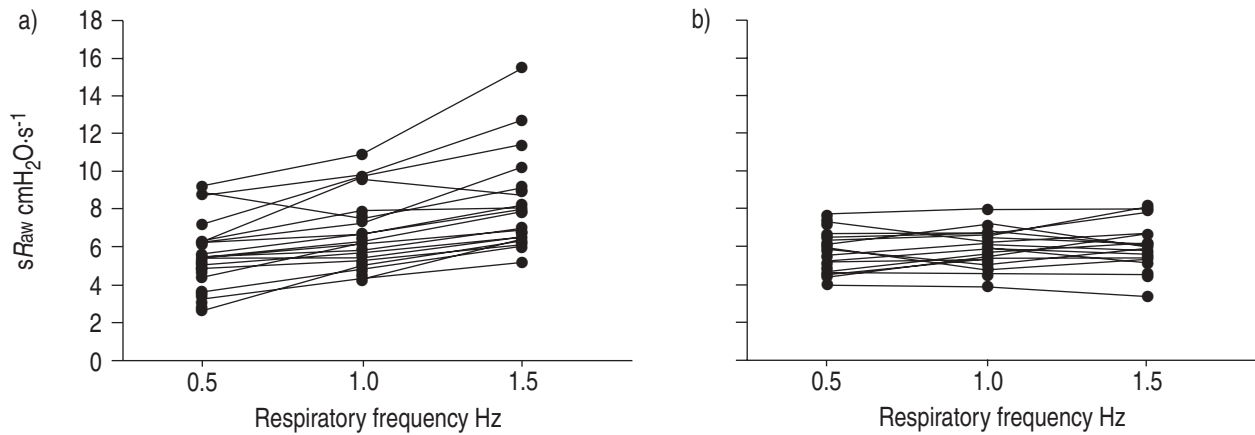 a)
18
16
14
12
10
8
6
4
2
0
sRaw cmH₂O·s⁻¹
0.5 1.0 1.5
Respiratory frequency Hz
b)
0.5 1.0 1.5
Respiratory frequency Hz